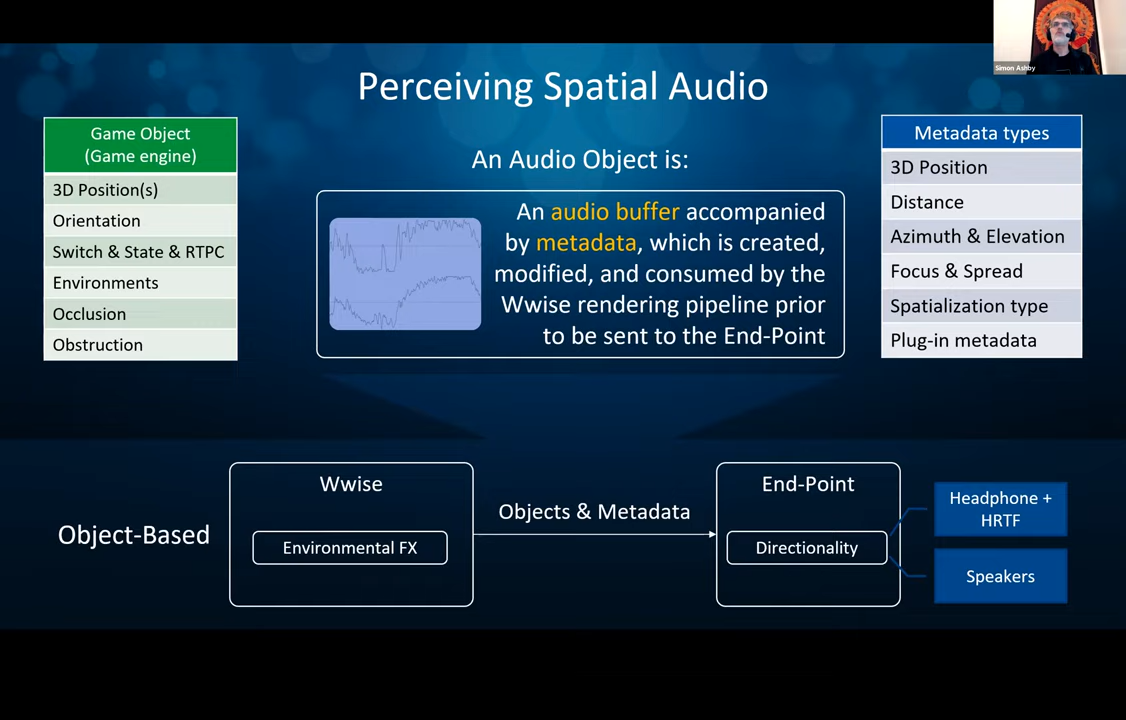 Simon Ashby
Perceiving Spatial Audio
Game Object
(Game engine)
3D Position(s)
Orientation
Switch & State & RTPC
Environments
Occlusion
Obstruction
An Audio Object is:
An audio buffer accompanied
by metadata, which is created,
modified, and consumed by the
Wwise rendering pipeline prior
to be sent to the End-Point
Metadata types
3D Position
Distance
Azimuth & Elevation
Focus & Spread
Spatialization type
Plug-in metadata
Object-Based
Wwise
Environmental FX
Objects & Metadata
End-Point
Directionality
Headphone +
HRTF
Speakers